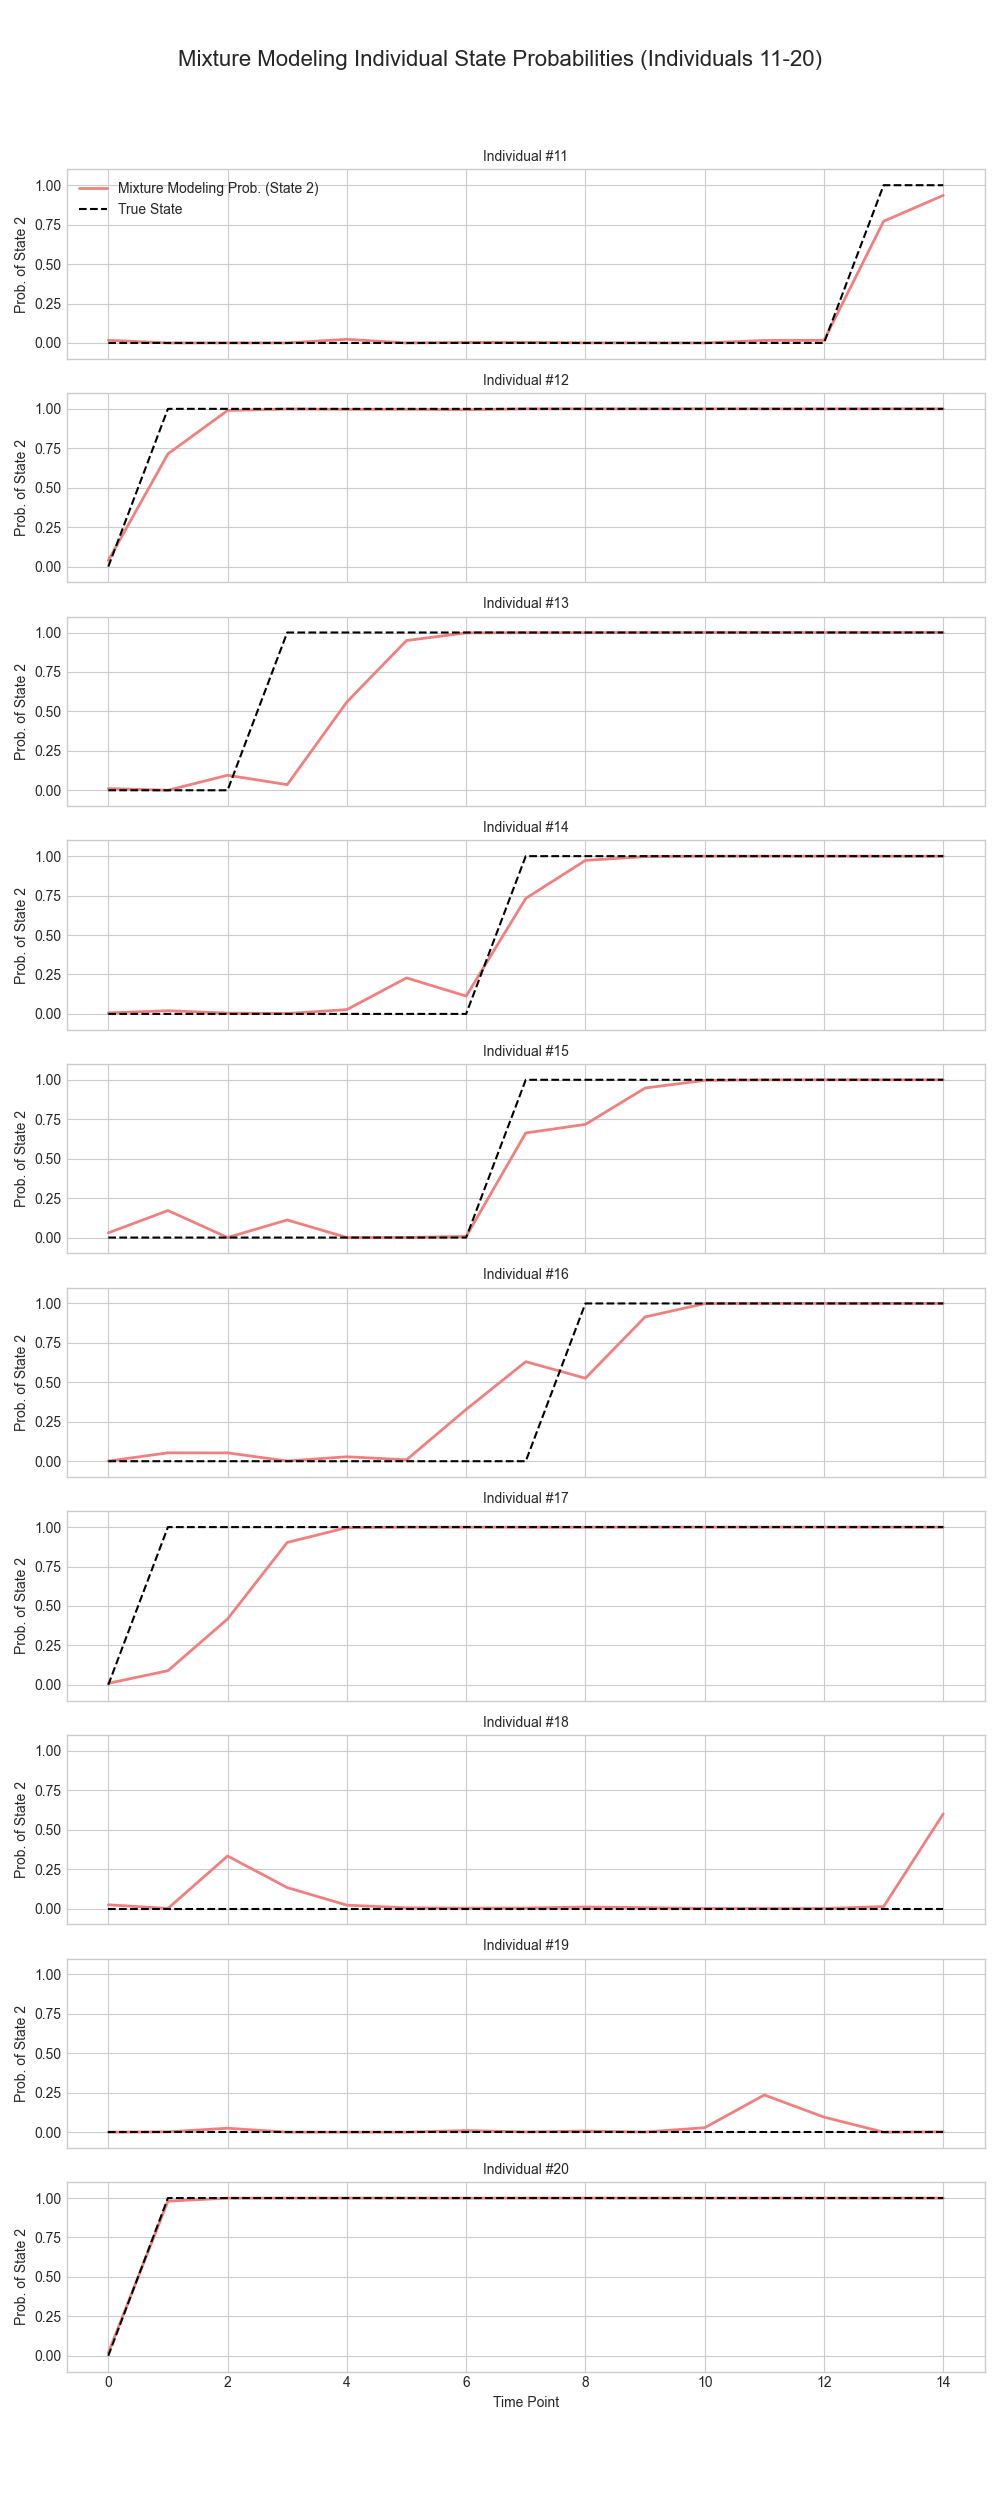 Mixture Modeling Individual State Probabilities (Individuals 11-20)
Individual #11
Mixture Modeling Prob. (State 2)
True State
1.00
0.75
0.50
0.25
0.00
Prob. of State 2
Individual #12
1.00
0.75
0.50
0.25
0.00
Prob. of State 2
Individual #13
1.00
0.75
0.50
0.25
0.00
Prob. of State 2
Individual #14
1.00
0.75
0.50
0.25
0.00
Prob. of State 2
Individual #15
1.00
0.75
0.50
0.25
0.00
Prob. of State 2
Individual #16
1.00
0.75
0.50
0.25
0.00
Prob. of State 2
Individual #17
1.00
0.75
0.50
0.25
0.00
Prob. of State 2
Individual #18
1.00
0.75
0.50
0.25
0.00
Prob. of State 2
Individual #19
1.00
0.75
0.50
0.25
0.00
Prob. of State 2
Individual #20
1.00
0.75
0.50
0.25
0.00
Prob. of State 2
0 2 4 6 8 10 12 14
Time Point